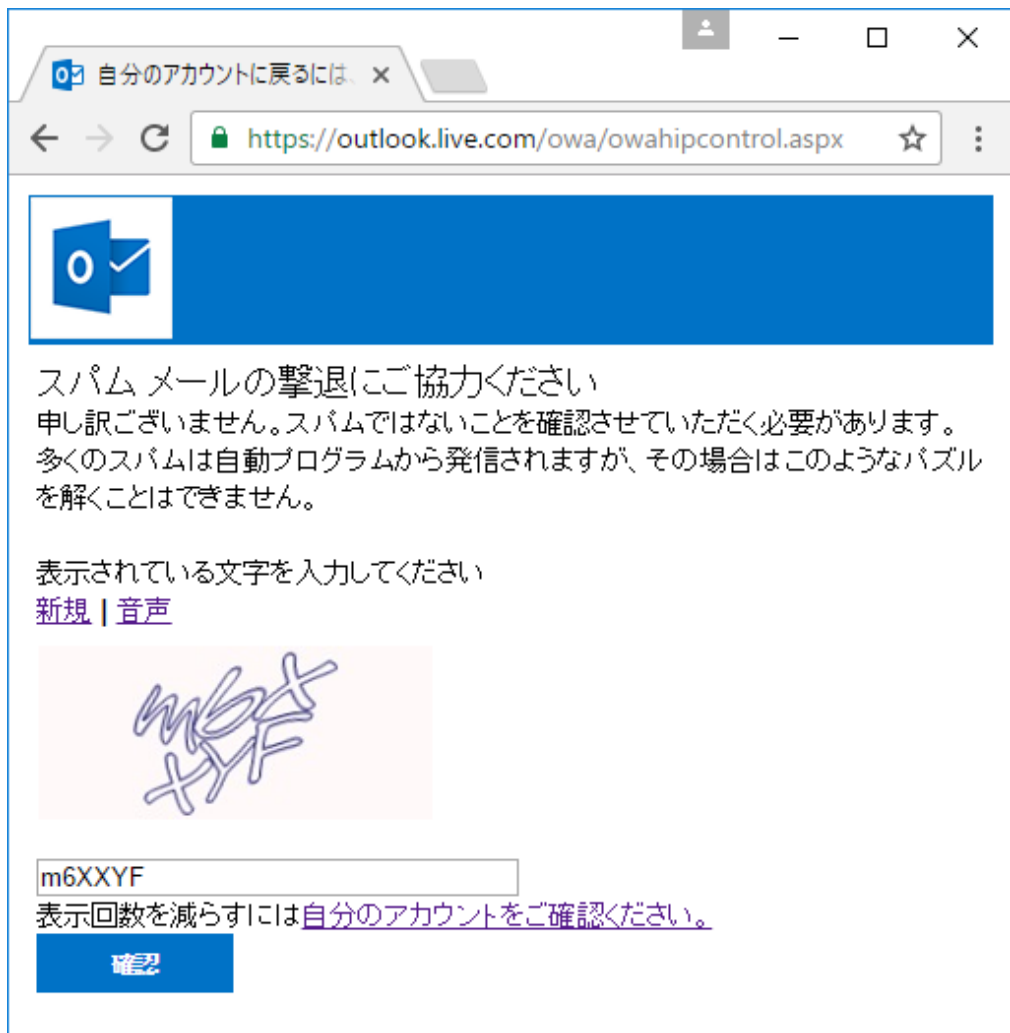 自分のアカウントに戻るには、
https://outlook.live.com/owa/owahipcontrol.aspx
スパム メールの撃退にご協力ください
申し訳ございません。スパムではないことを確認させていただく必要があります。
多くのスパムは自動プログラムから発信されますが、その場合はこのようなパズル
を解くことはできません。
表示されている文字を入力してください
新規 | 音声
m6X
XYF
m6XXYF
表示回数を減らすには自分のアカウントをご確認ください。
確認